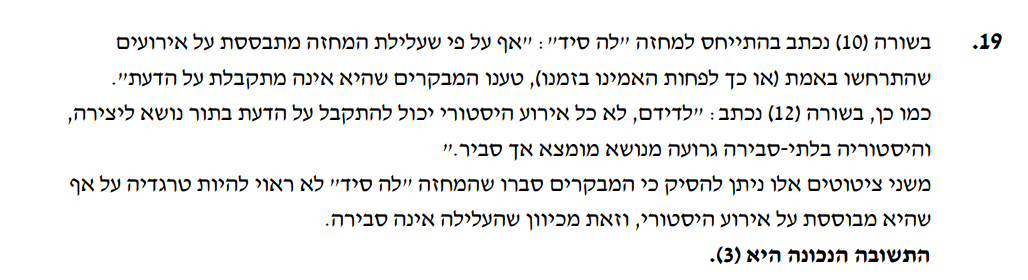 19. בשורה (10) נכתב בהתייחס למחזה "לה סיד": "אף על פי שעלילת המחזה מתבססת על אירועים
שהתרחשו באמת (או כך לפחות האמינו בזמנו), טענו המבקרים שהיא אינה מתקבלת על הדעת".
כמו כן, בשורה (12) נכתב: "לדידם, לא כל אירוע היסטורי יכול להתקבל על הדעת בתור נושא ליצירה,
והיסטוריה בלתי-סבירה גרועה מנושא מומצא אך סביר."
משני ציטוטים אלו ניתן להסיק כי המבקרים סברו שהמחזה "לה סיד" לא ראוי להיות טרגדיה על אף
שהיא מבוססת על אירוע היסטורי, וזאת מכיוון שהעלילה אינה סבירה.
התשובה הנכונה היא (3).